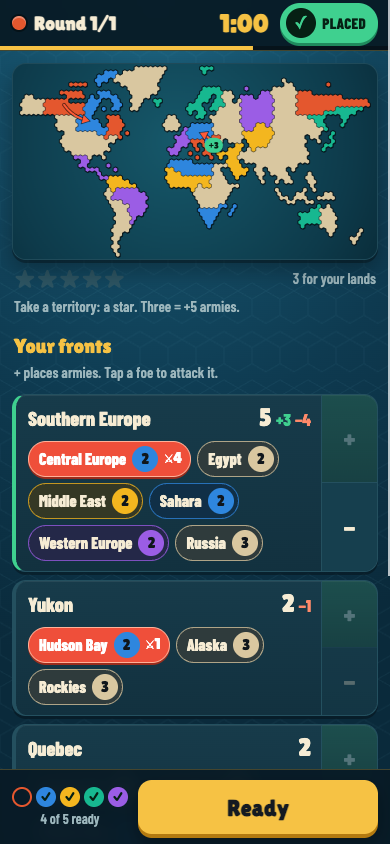 Round 1/1
1:00
PLACED
+3
3 for your lands
Take a territory: a star. Three = +5 armies.
Your fronts
+ places armies. Tap a foe to attack it.
Southern Europe 5 +3 −4
+
Central Europe 2 ⚔4 Egypt 2
Middle East 2 Sahara 2
Western Europe 2 Russia 3
−
Yukon 2 −1
+
Hudson Bay 2 ⚔1 Alaska 3
Rockies 3
−
Quebec 2
+
4 of 5 ready
Ready